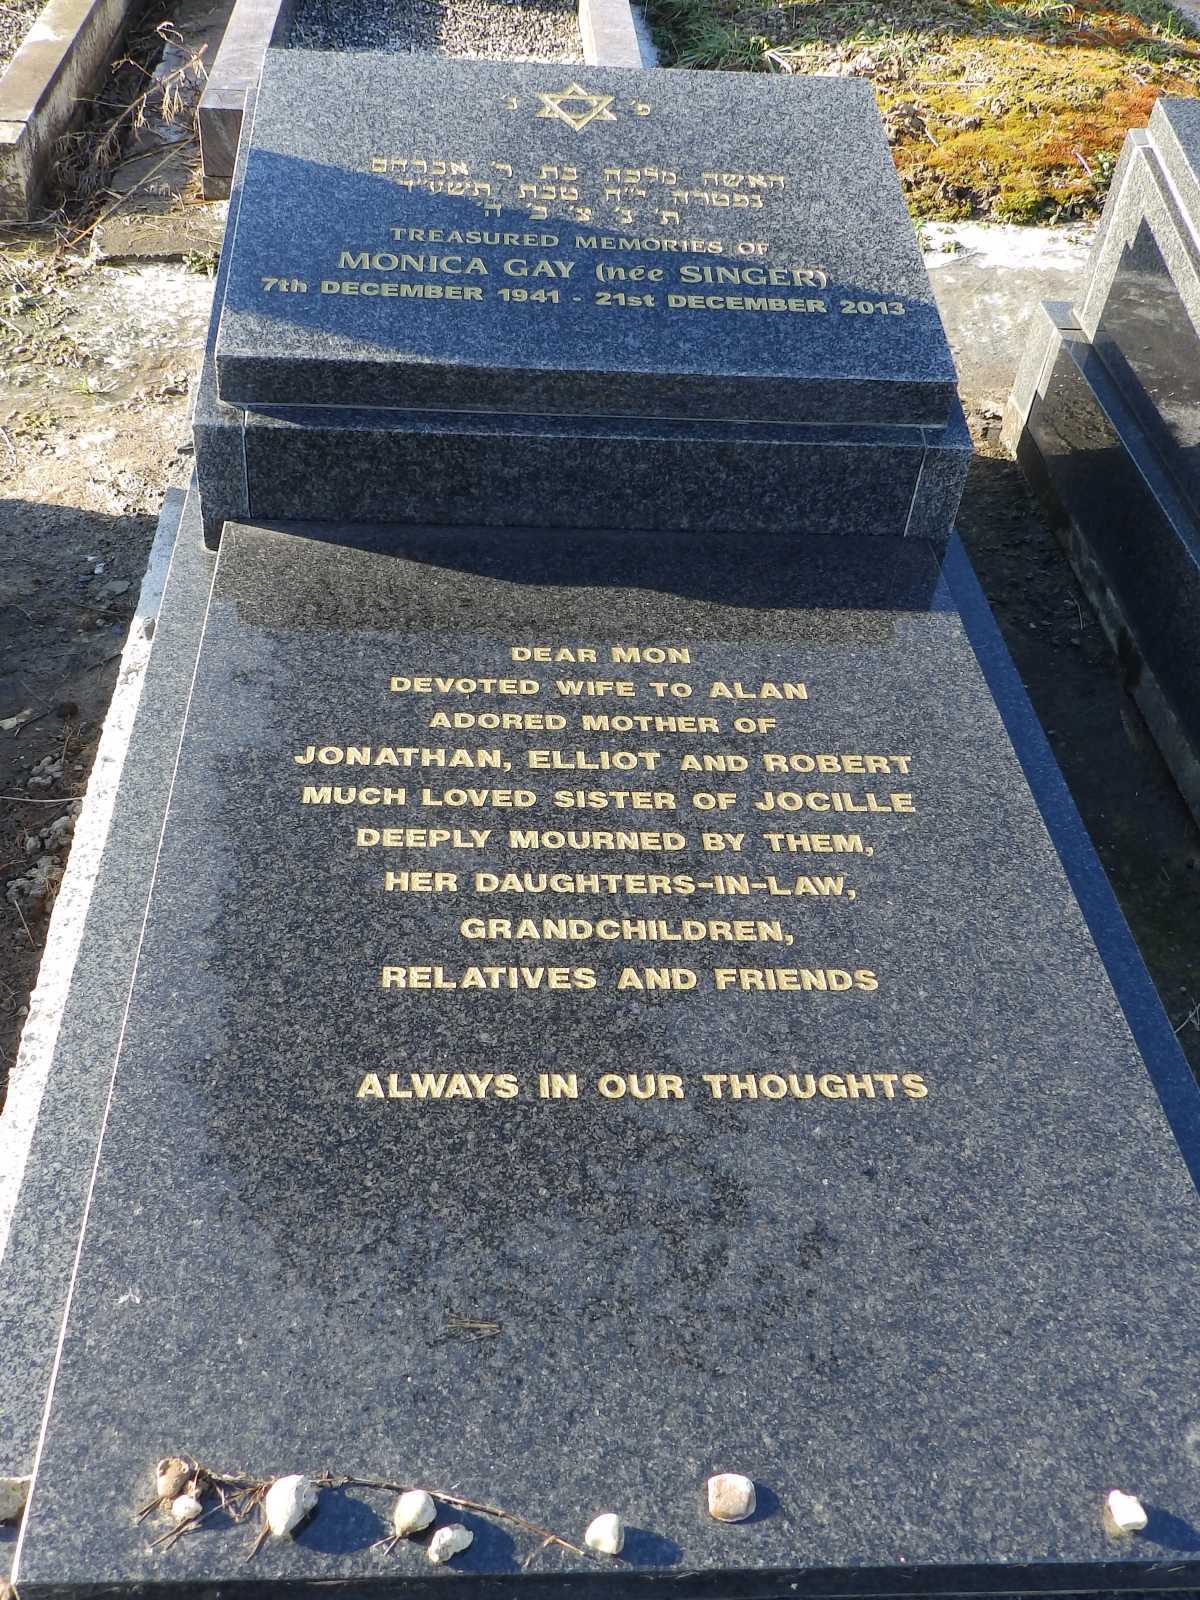 פ׳ נ׳
האשה מלכה בת ר׳ אברהם
נפטרה י״ח טבת תשע״ד
ת׳ נ׳ צ׳ ב׳ ה׳
TREASURED MEMORIES OF
MONICA GAY (née SINGER)
7th DECEMBER 1941 - 21st DECEMBER 2013
DEAR MON
DEVOTED WIFE TO ALAN
ADORED MOTHER OF
JONATHAN, ELLIOT AND ROBERT
MUCH LOVED SISTER OF JOCILLE
DEEPLY MOURNED BY THEM,
HER DAUGHTERS-IN-LAW,
GRANDCHILDREN,
RELATIVES AND FRIENDS
ALWAYS IN OUR THOUGHTS